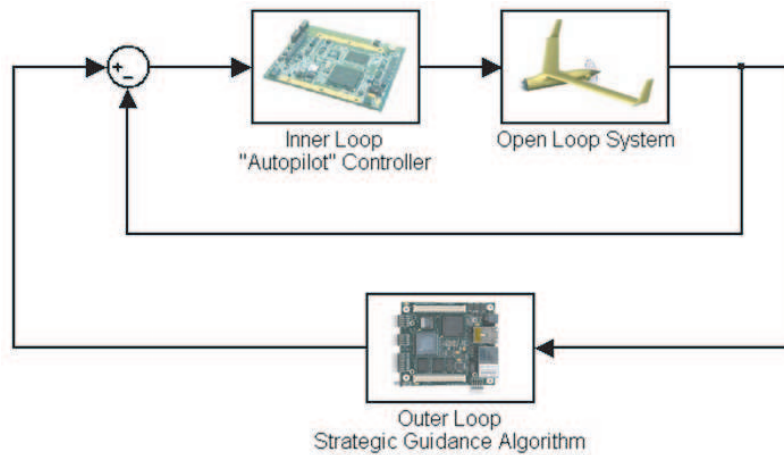 +
-
Inner Loop
"Autopilot" Controller
Open Loop System
Outer Loop
Strategic Guidance Algorithm